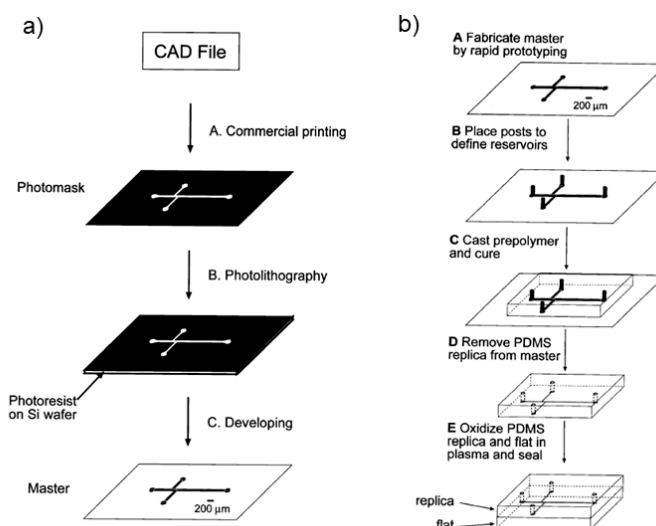 a)
CAD File
A. Commercial printing
Photomask
B. Photolithography
Photoresist
on Si wafer
C. Developing
Master
200 μm
b)
A Fabricate master
by rapid prototyping
200 μm
B Place posts to
define reservoirs
C Cast prepolymer
and cure
D Remove PDMS
replica from master
E Oxidize PDMS
replica and flat in
plasma and seal
replica
flat